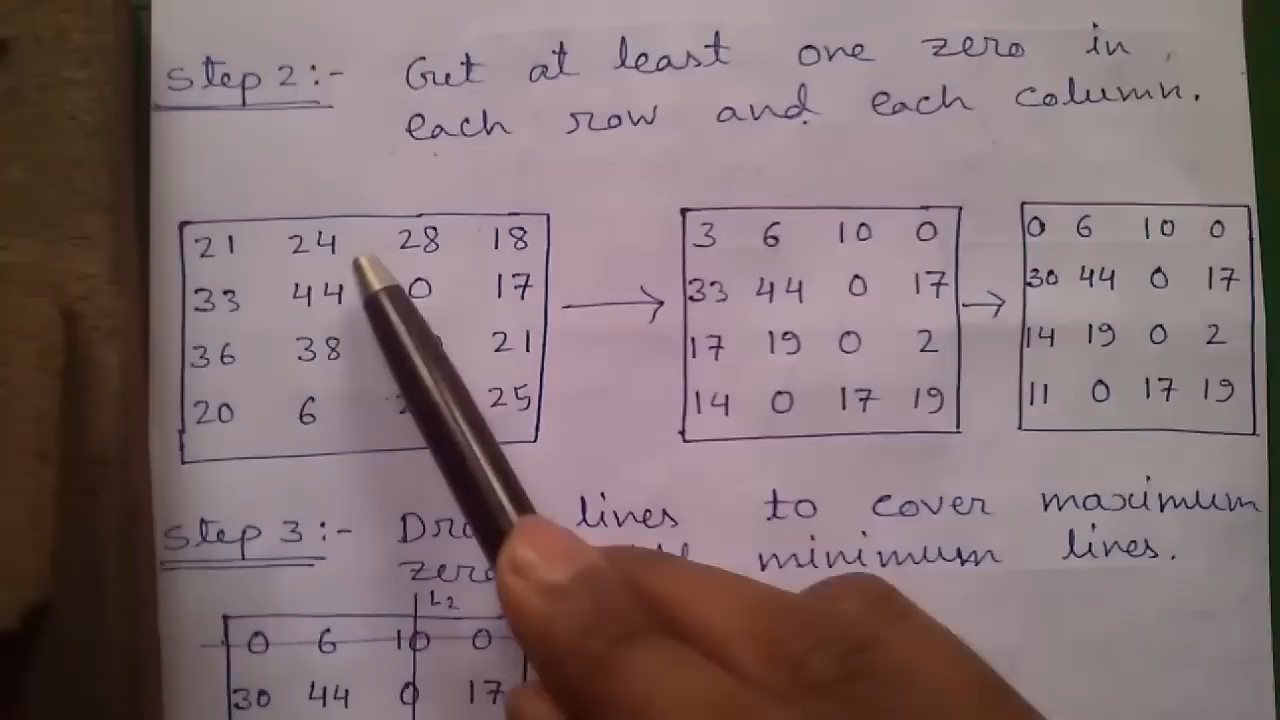 Step 2:- Get at least one zero in
each row and each column.
21 24 28 18
33 44 0 17
36 38 21
20 6 25
3 6 10 0
33 44 0 17
17 19 0 2
14 0 17 19
0 6 10 0
30 44 0 17
14 19 0 2
11 0 17 19
Step 3:- lines to cover maximum
minimum lines.
L2
0 6 10 0
30 44 0 17